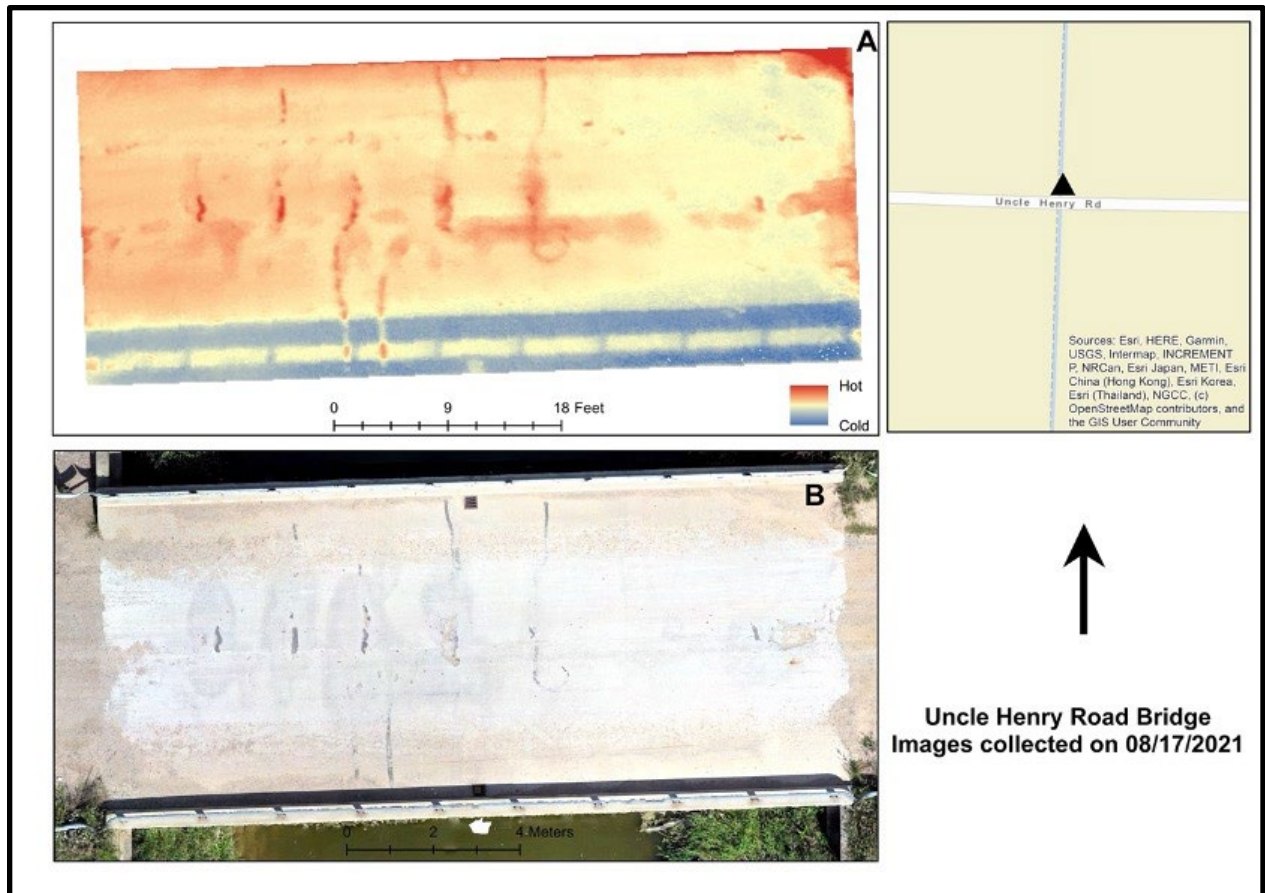 A
Hot
Cold
0 9 18 Feet
Uncle Henry Rd
Sources: Esri, HERE, Garmin,
USGS, Intermap, INCREMENT
P, NRCan, Esri Japan, METI, Esri
China (Hong Kong), Esri Korea,
Esri (Thailand), NGCC, (c)
OpenStreetMap contributors, and
the GIS User Community
B
0 2 4 Meters
Uncle Henry Road Bridge
Images collected on 08/17/2021